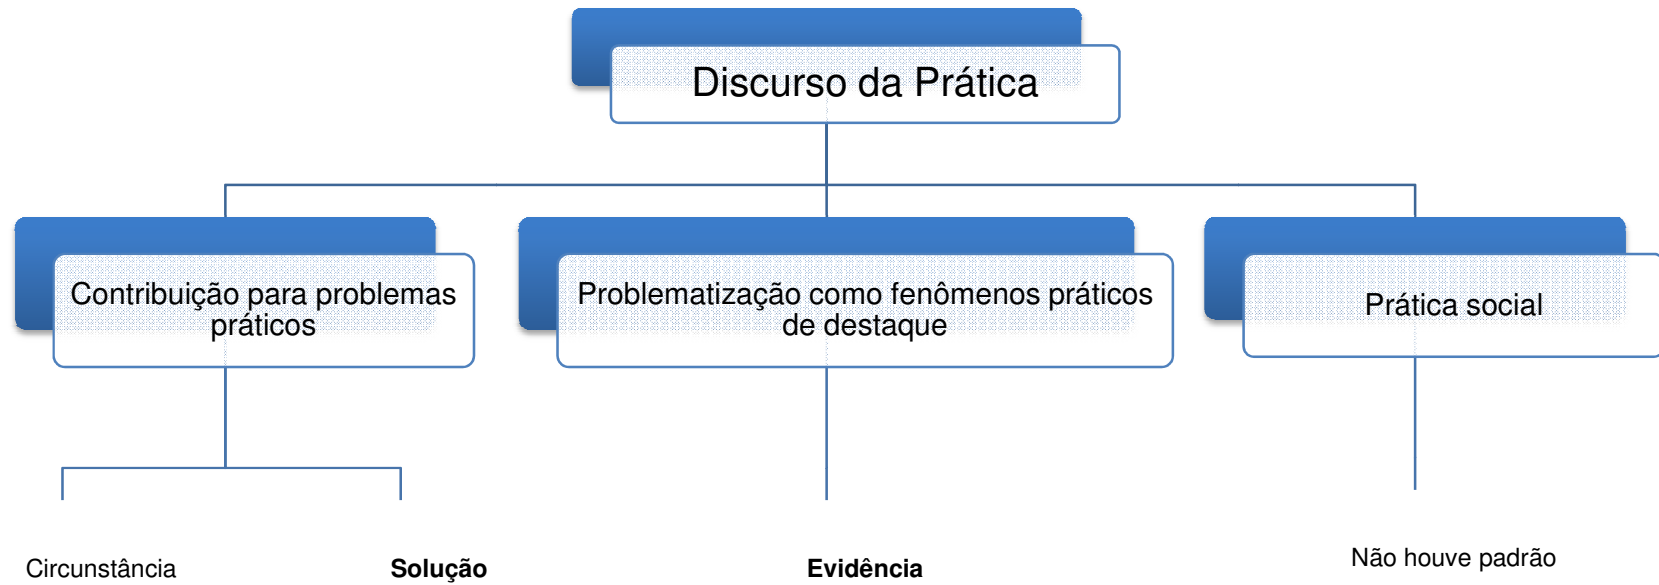 Discurso da Prática
Contribuição para problemas
práticos
Problematização como fenômenos práticos
de destaque
Prática social
Circunstância
Solução
Evidência
Não houve padrão